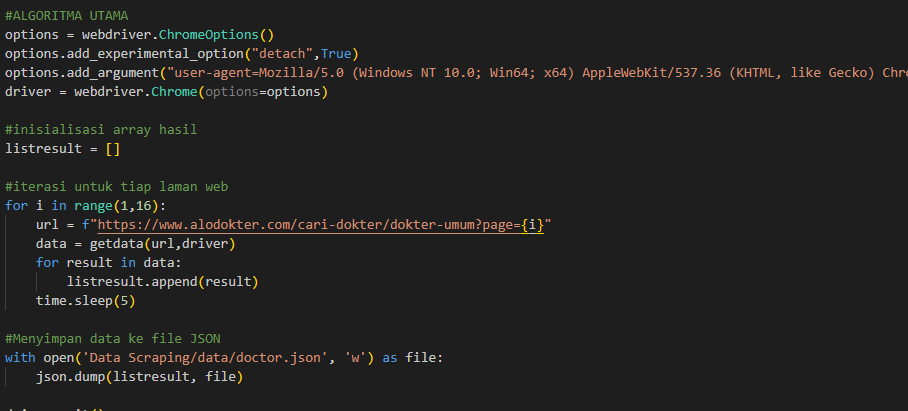 #ALGORITMA UTAMA
options = webdriver.ChromeOptions()
options.add_experimental_option("detach",True)
options.add_argument("user-agent=Mozilla/5.0 (Windows NT 10.0; Win64; x64) AppleWebKit/537.36 (KHTML, like Gecko) Chr
driver = webdriver.Chrome(options=options)
#inisialisasi array hasil
listresult = []
#iterasi untuk tiap laman web
for i in range(1,16):
    url = f"https://www.alodokter.com/cari-dokter/dokter-umum?page={i}"
    data = getdata(url,driver)
    for result in data:
        listresult.append(result)
    time.sleep(5)
#Menyimpan data ke file JSON
with open('Data Scraping/data/doctor.json', 'w') as file:
    json.dump(listresult, file)